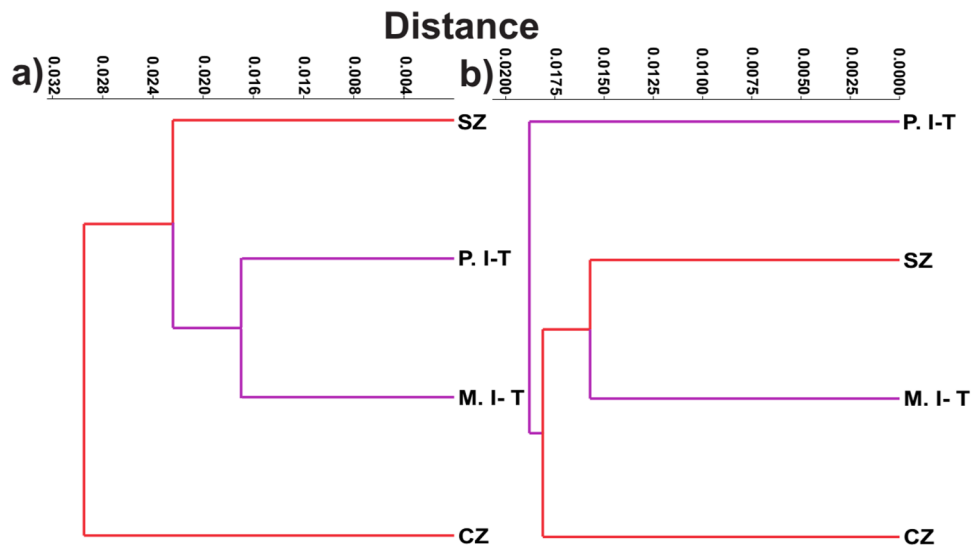 Distance
a)
0.032
0.028
0.024
0.020
0.016
0.012
0.008
0.004
SZ
P. I-T
M. I- T
CZ
b)
0.0200
0.0175
0.0150
0.0125
0.0100
0.0075
0.0050
0.0025
0.0000
P. I-T
SZ
M. I- T
CZ